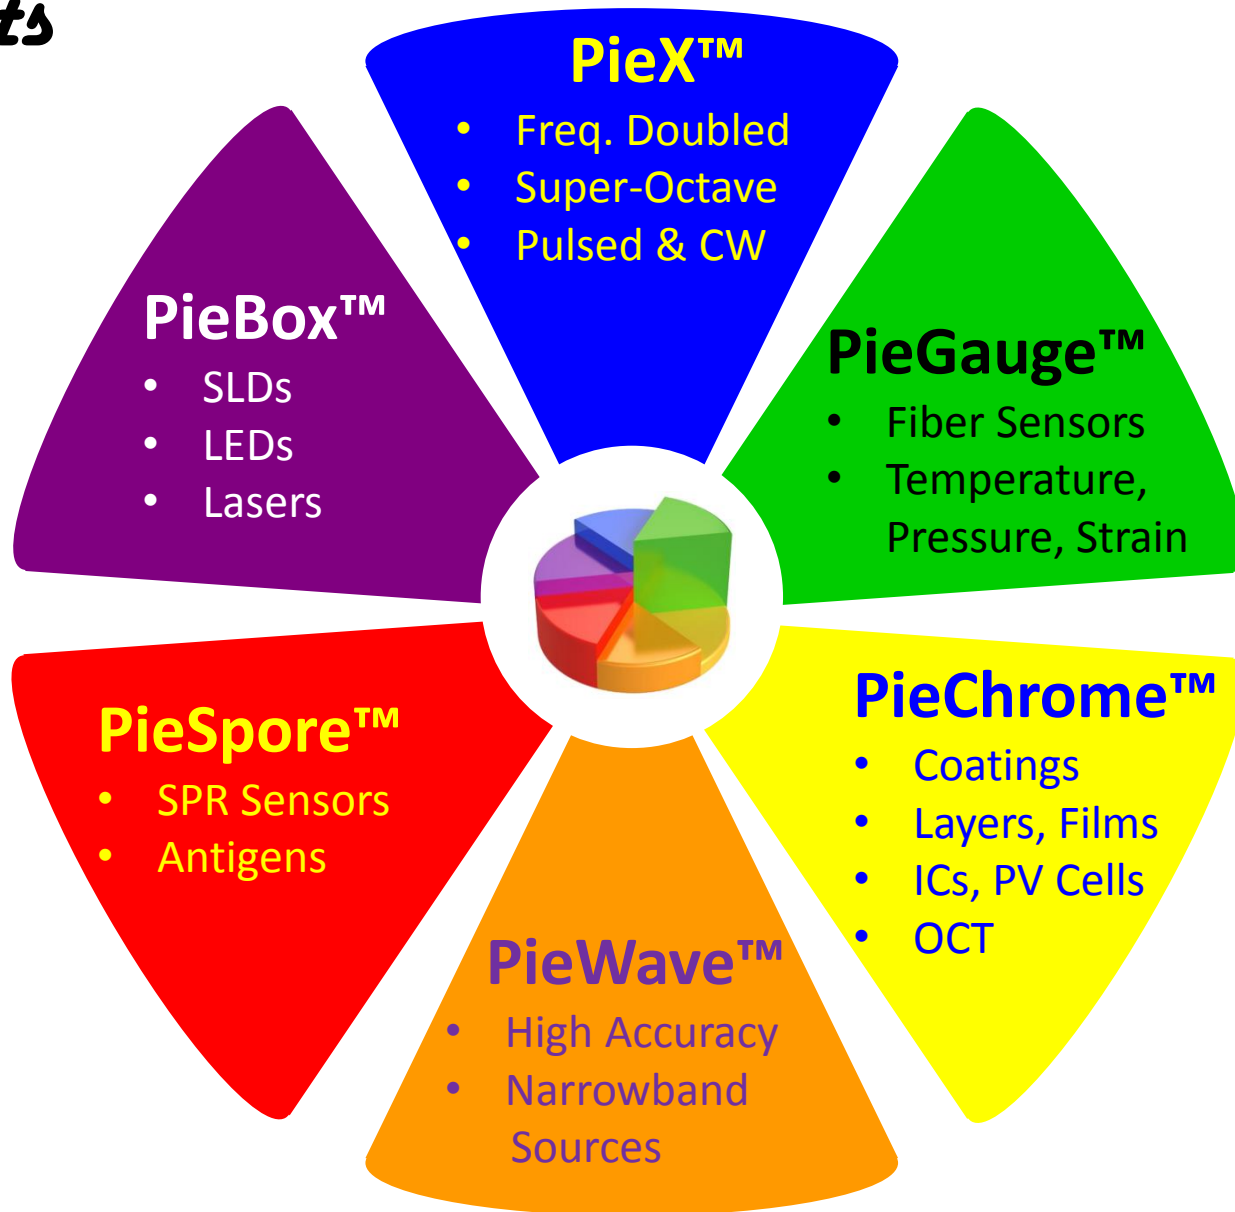 ts
PieX™
• Freq. Doubled
• Super-Octave
• Pulsed & CW
PieGauge™
• Fiber Sensors
• Temperature,
Pressure, Strain
PieChrome™
• Coatings
• Layers, Films
• ICs, PV Cells
• OCT
PieWave™
• High Accuracy
• Narrowband
Sources
PieSpore™
• SPR Sensors
• Antigens
PieBox™
• SLDs
• LEDs
• Lasers